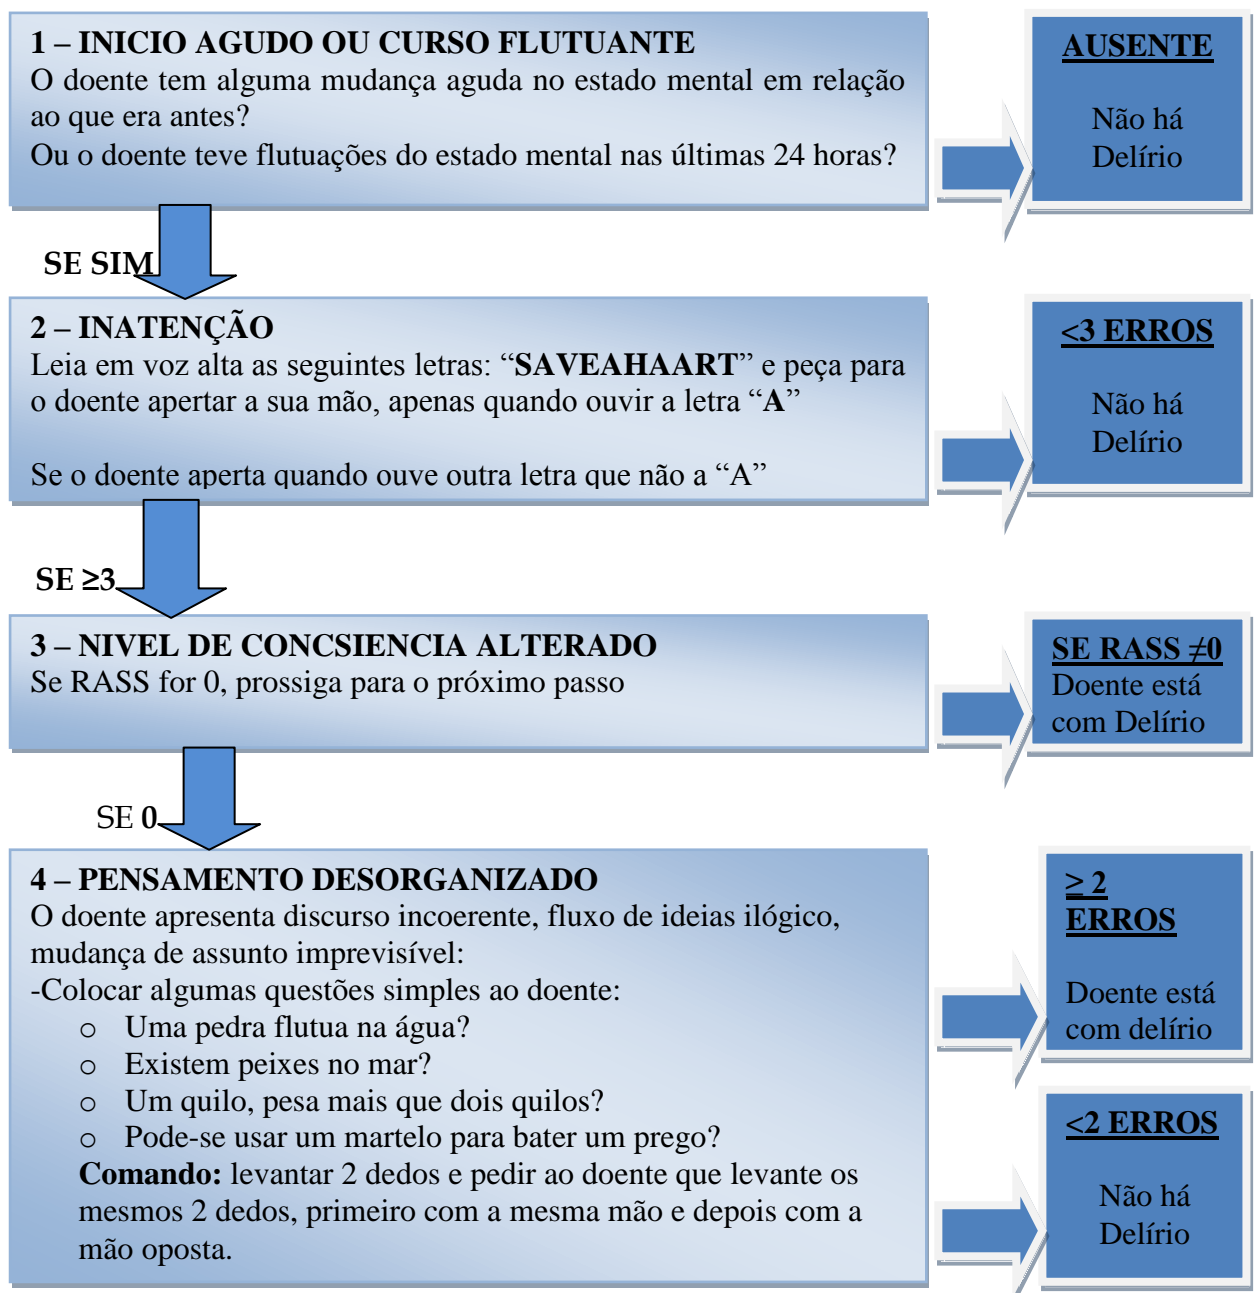 1 – INICIO AGUDO OU CURSO FLUTUANTE
O doente tem alguma mudança aguda no estado mental em relação
ao que era antes?
Ou o doente teve flutuações do estado mental nas últimas 24 horas?
AUSENTE
Não há
Delírio
SE SIM
2 – INATENÇÃO
Leia em voz alta as seguintes letras: “SAVEAHAART” e peça para
o doente apertar a sua mão, apenas quando ouvir a letra “A”
Se o doente aperta quando ouve outra letra que não a “A”
<3 ERROS
Não há
Delírio
SE ≥3
3 – NIVEL DE CONCSIENCIA ALTERADO
Se RASS for 0, prossiga para o próximo passo
SE RASS ≠0
Doente está
com Delírio
SE 0
4 – PENSAMENTO DESORGANIZADO
O doente apresenta discurso incoerente, fluxo de ideias ilógico,
mudança de assunto imprevisível:
-Colocar algumas questões simples ao doente:
o Uma pedra flutua na água?
o Existem peixes no mar?
o Um quilo, pesa mais que dois quilos?
o Pode-se usar um martelo para bater um prego?
Comando: levantar 2 dedos e pedir ao doente que levante os
mesmos 2 dedos, primeiro com a mesma mão e depois com a
mão oposta.
≥ 2
ERROS
Doente está
com delírio
<2 ERROS
Não há
Delírio